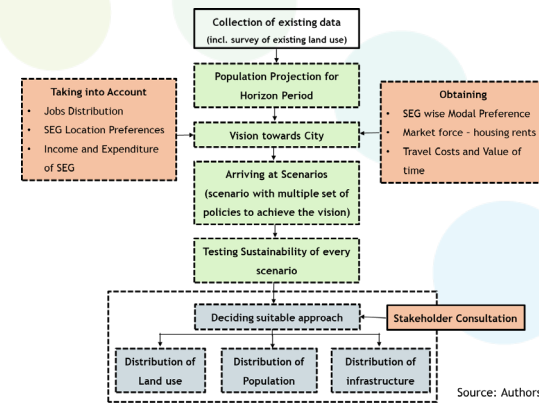 Collection of existing data
(incl. survey of existing land use)
Population Projection for
Horizon Period
Taking into Account
• Jobs Distribution
• SEG Location Preferences
• Income and Expenditure
of SEG
Vision towards City
Obtaining
• SEG wise Modal Preference
• Market force - housing rents
• Travel Costs and Value of
time
Arriving at Scenarios
(scenario with multiple set of
policies to achieve the vision)
Testing Sustainability of every
scenario
Deciding suitable approach
Stakeholder Consultation
Distribution of
Land use
Distribution of
Population
Distribution of
infrastructure
Source: Authors